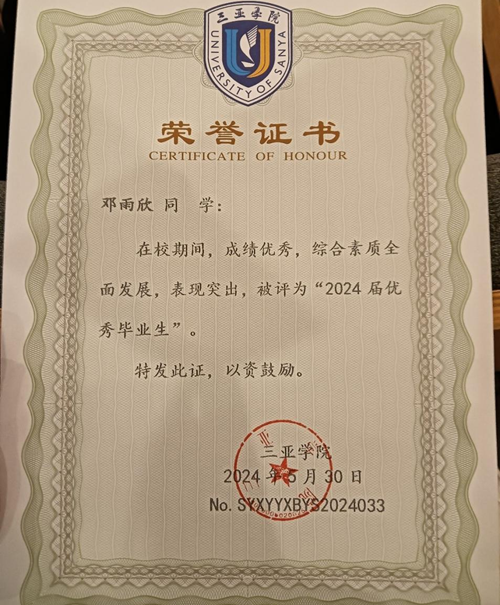 三亚学院
UNIVERSITY OF SANYA
荣誉证书
CERTIFICATE OF HONOUR
邓雨欣 同 学：
在校期间，成绩优秀，综合素质全
面发展，表现突出，被评为“2024 届优
秀毕业生”。
特发此证，以资鼓励。
三亚学院
2024 年 5 月 30 日
No. SYXYYXBYS2024033